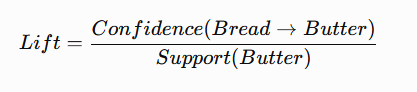 Lift = Confidence(Bread → Butter) / Support(Butter)